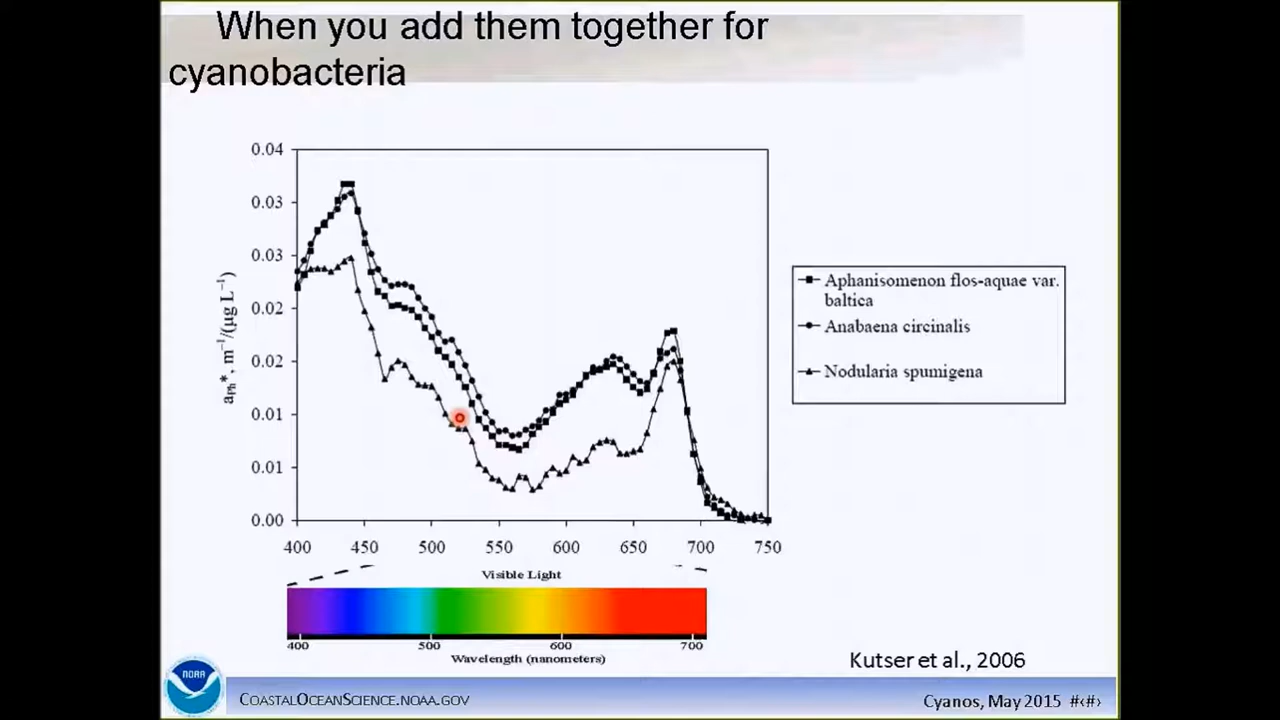 When you add them together for
cyanobacteria
0.04
0.03
0.03
0.02
0.02
0.01
0.01
0.00
aPh*, m⁻¹/(µg L⁻¹)
400 450 500 550 600 650 700 750
Aphanisomenon flos-aquae var.
baltica
Anabaena circinalis
Nodularia spumigena
Visible Light
400 500 600 700
Wavelength (nanometers)
Kutser et al., 2006
NOAA
COASTALOCEANSCIENCE.NOAA.GOV
Cyanos, May 2015 #‹#›